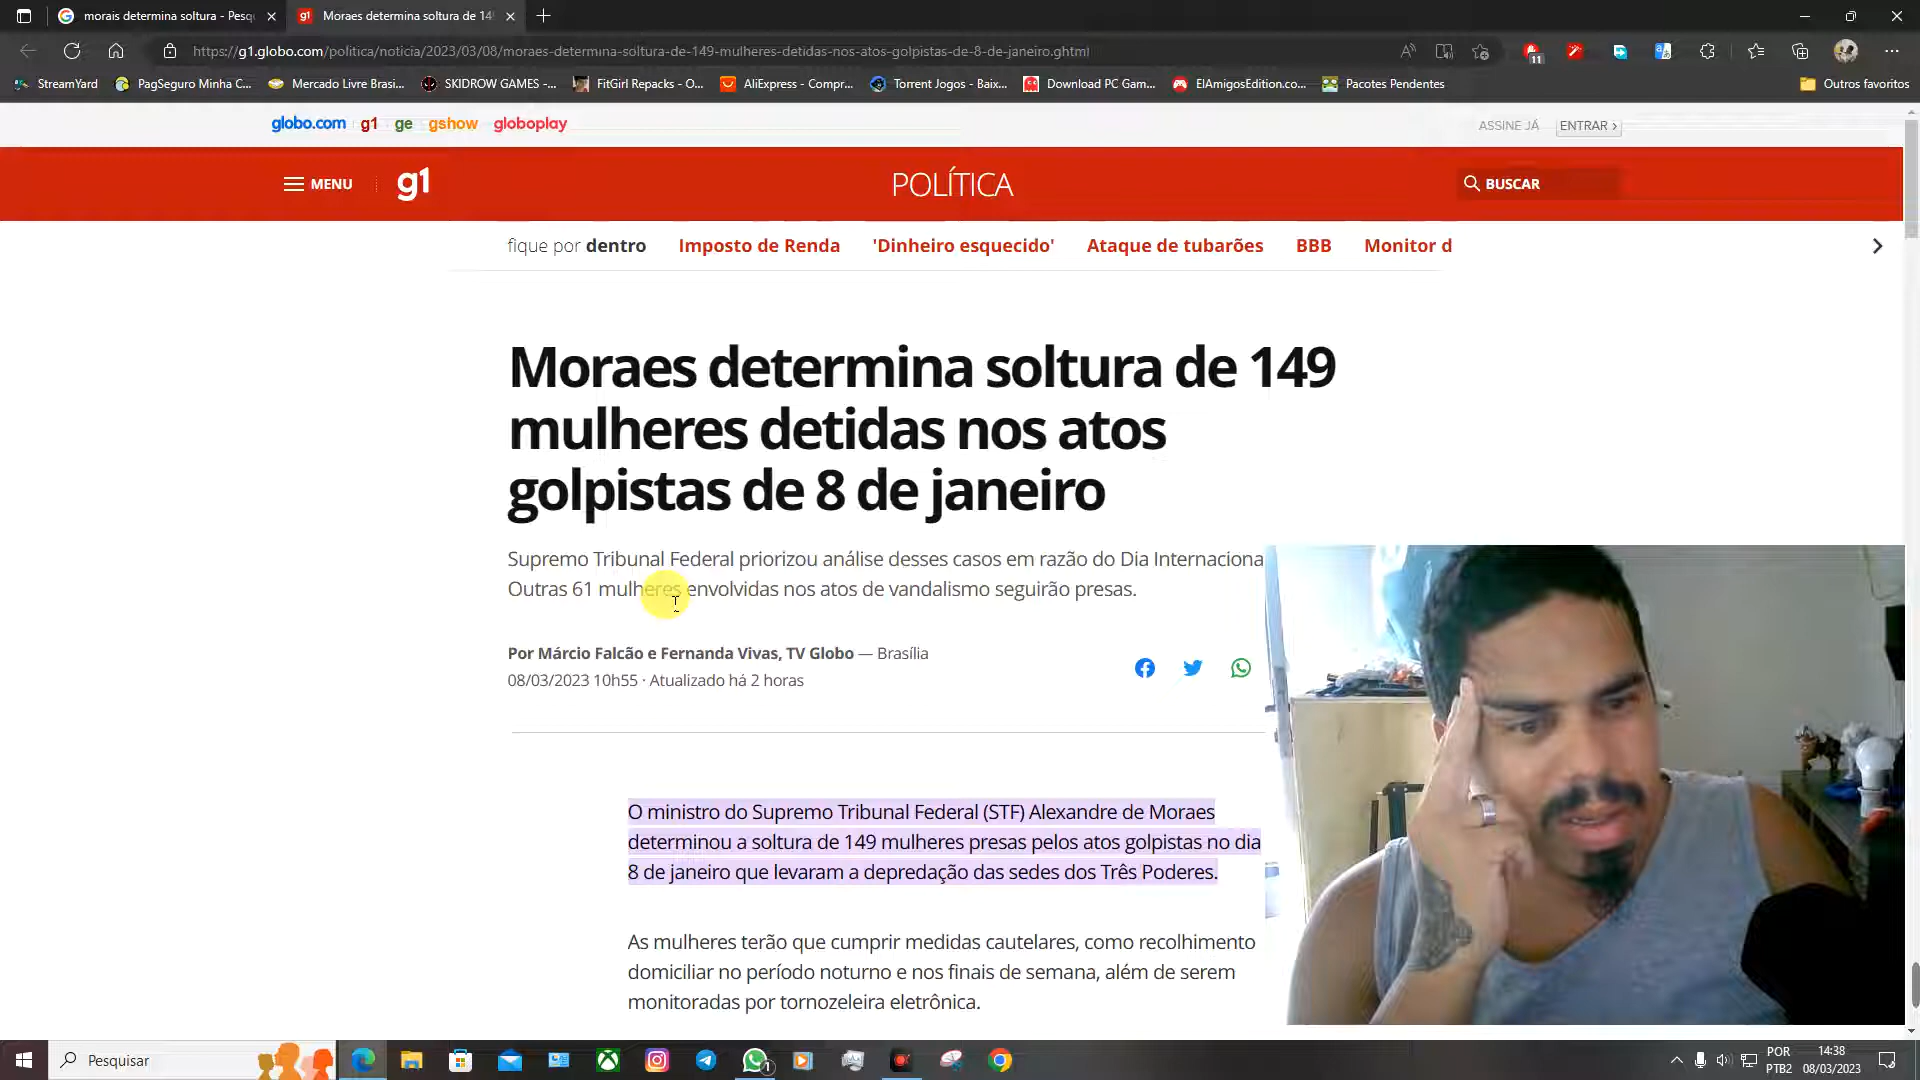 morais determina soltura - Pesq
Moraes determina soltura de 14
https://g1.globo.com/politica/noticia/2023/03/08/moraes-determina-soltura-de-149-mulheres-detidas-nos-atos-golpistas-de-8-de-janeiro.ghtml
11
StreamYard
PagSeguro Minha C...
Mercado Livre Brasi...
SKIDROW GAMES -...
FitGirl Repacks - O...
AliExpress - Compr...
Torrent Jogos - Baix...
Download PC Gam...
ElAmigosEdition.co...
Pacotes Pendentes
Outros favoritos
globo.com g1 ge gshow globoplay
ASSINE JÁ ENTRAR ›
MENU g1 POLÍTICA BUSCAR
fique por dentro Imposto de Renda 'Dinheiro esquecido' Ataque de tubarões BBB Monitor d
Moraes determina soltura de 149
mulheres detidas nos atos
golpistas de 8 de janeiro
Supremo Tribunal Federal priorizou análise desses casos em razão do Dia Internaciona
Outras 61 mulheres envolvidas nos atos de vandalismo seguirão presas.
Por Márcio Falcão e Fernanda Vivas, TV Globo — Brasília
08/03/2023 10h55 · Atualizado há 2 horas
O ministro do Supremo Tribunal Federal (STF) Alexandre de Moraes
determinou a soltura de 149 mulheres presas pelos atos golpistas no dia
8 de janeiro que levaram a depredação das sedes dos Três Poderes.
As mulheres terão que cumprir medidas cautelares, como recolhimento
domiciliar no período noturno e nos finais de semana, além de serem
monitoradas por tornozeleira eletrônica.
Pesquisar
1
POR
PTB2
14:38
08/03/2023